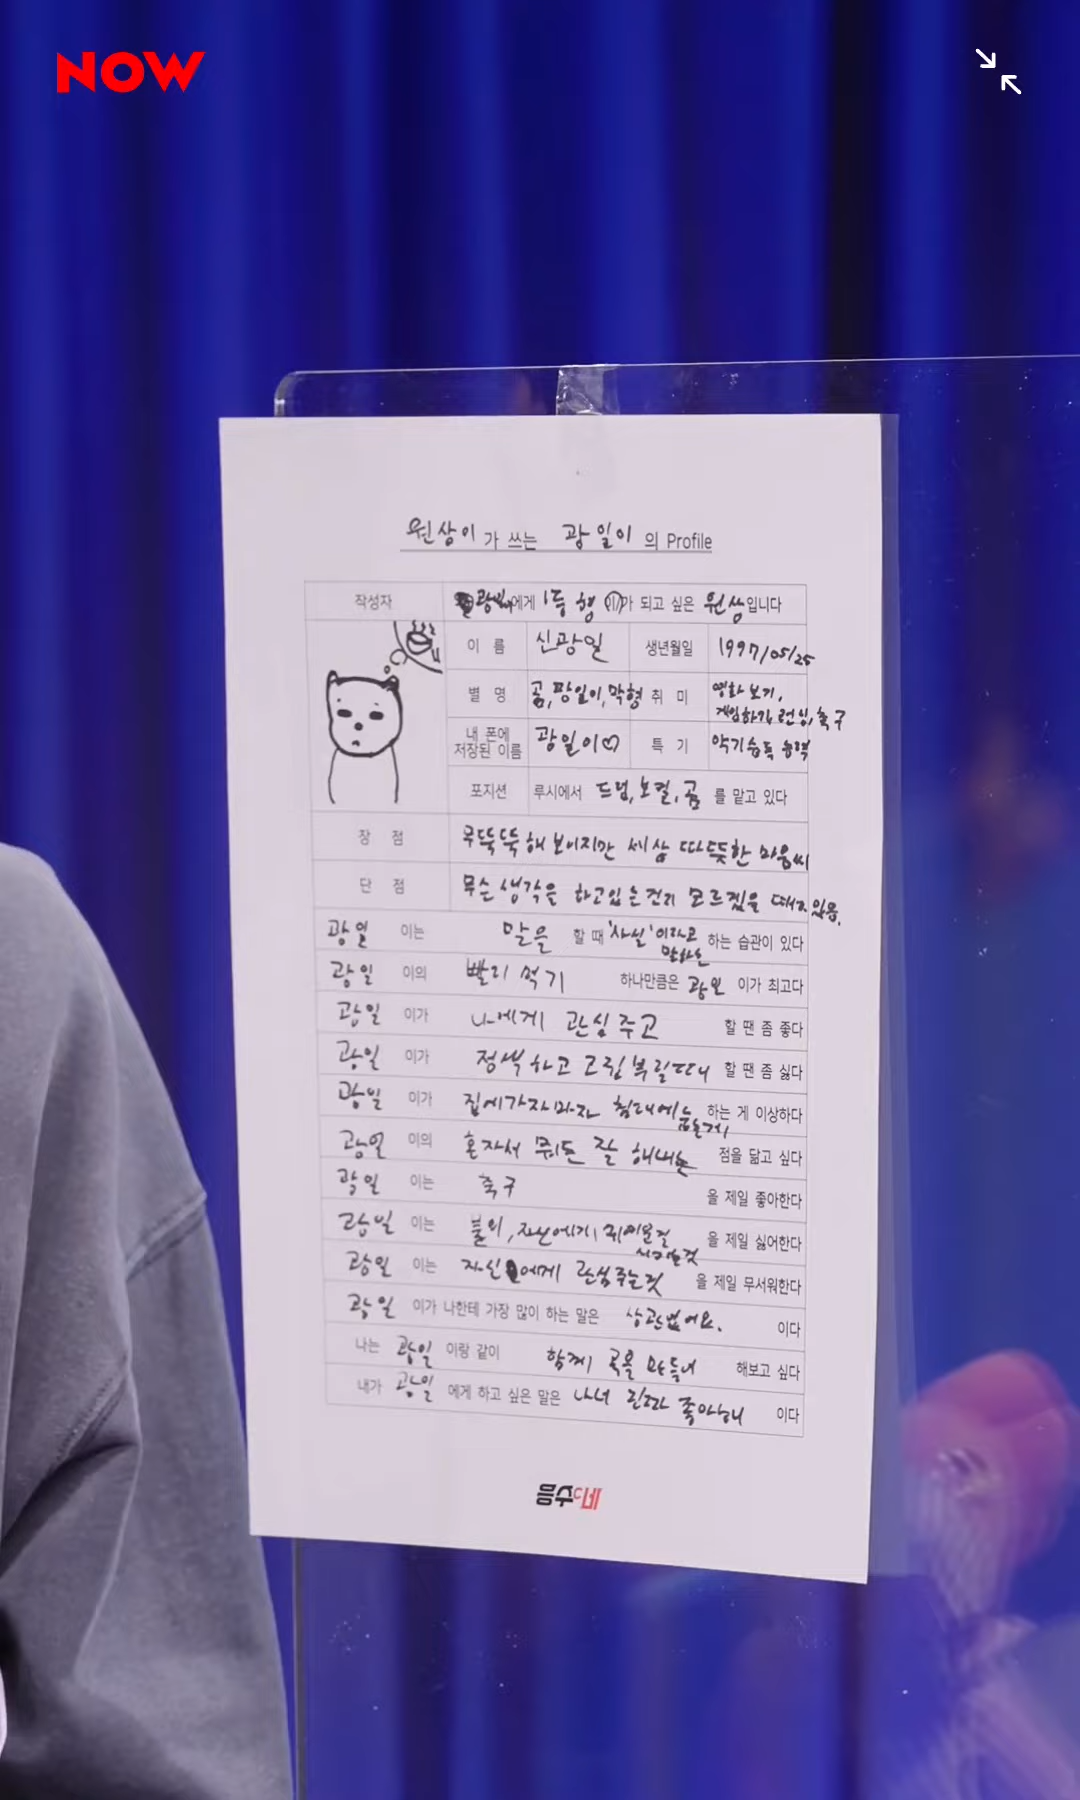 NOW
원상이 가 쓰는 광일이 의 Profile
작성자 광일이에게 1등 형 이가 되고 싶은 원상입니다
이 름 신광일 생년월일 1997/05/25
별 명 곰, 팡일이, 막형 취 미 영화 보기, 게임하기, 런닝, 축구
내 폰에 저장된 이름 광일이♡ 특 기 악기습득 능력
포지션 루시에서 드럼, 보컬, 곰 를 맡고 있다
장 점 무뚝뚝해 보이지만 세상 따듯한 마음씨
단 점 무슨 생각을 하고있는건지 모르겠을 때가 있음.
광일 이는 말을 할 때 '사실'이라고 말하는 하는 습관이 있다
광일 이의 빨리 먹기 하나만큼은 광일 이가 최고다
광일 이가 나에게 관심 주고 할 땐 좀 좋다
광일 이가 정색하고 고집부릴때 할 땐 좀 싫다
광일 이가 집에가자마자 침대에 눕는게 하는 게 이상하다
광일 이의 혼자서 뭐든 잘 해내는 점을 닮고 싶다
광일 이는 축구 을 제일 좋아한다
광일 이는 불의, 자신에게 귀여운걸 시키는것 을 제일 싫어한다
광일 이는 자신에게 관심주는것 을 제일 무서워한다
광일 이가 나한테 가장 많이 하는 말은 상관없어요. 이다
나는 광일 이랑 같이 함께 곡을 만들어 해보고 싶다
내가 광일 에게 하고 싶은 말은 나너 진짜 좋아해 이다
음수c네